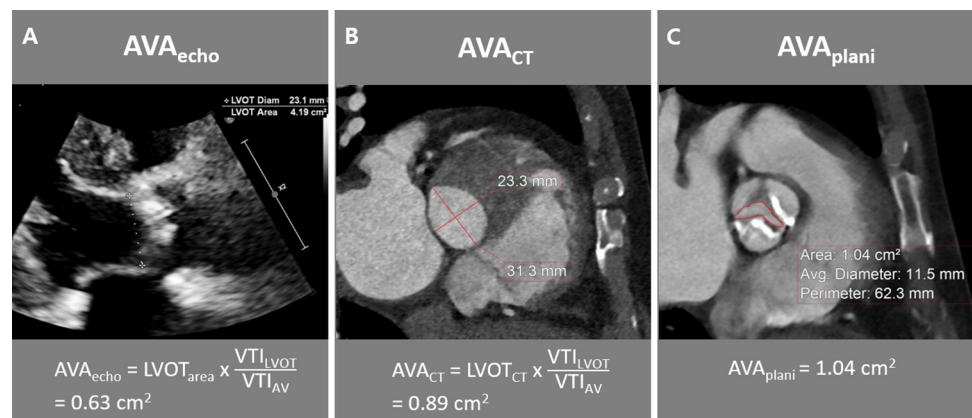 A
AVAecho
LVOT Diam 23.1 mm
LVOT Area 4.19 cm²
x2
AVAecho = LVOTarea x VTILVOT/VTIAV
= 0.63 cm²
B
AVACT
23.3 mm
31.3 mm
AVACT = LVOTCT x VTILVOT/VTIAV
= 0.89 cm²
C
AVAplani
Area: 1.04 cm²
Avg. Diameter: 11.5 mm
Perimeter: 62.3 mm
AVAplani = 1.04 cm²